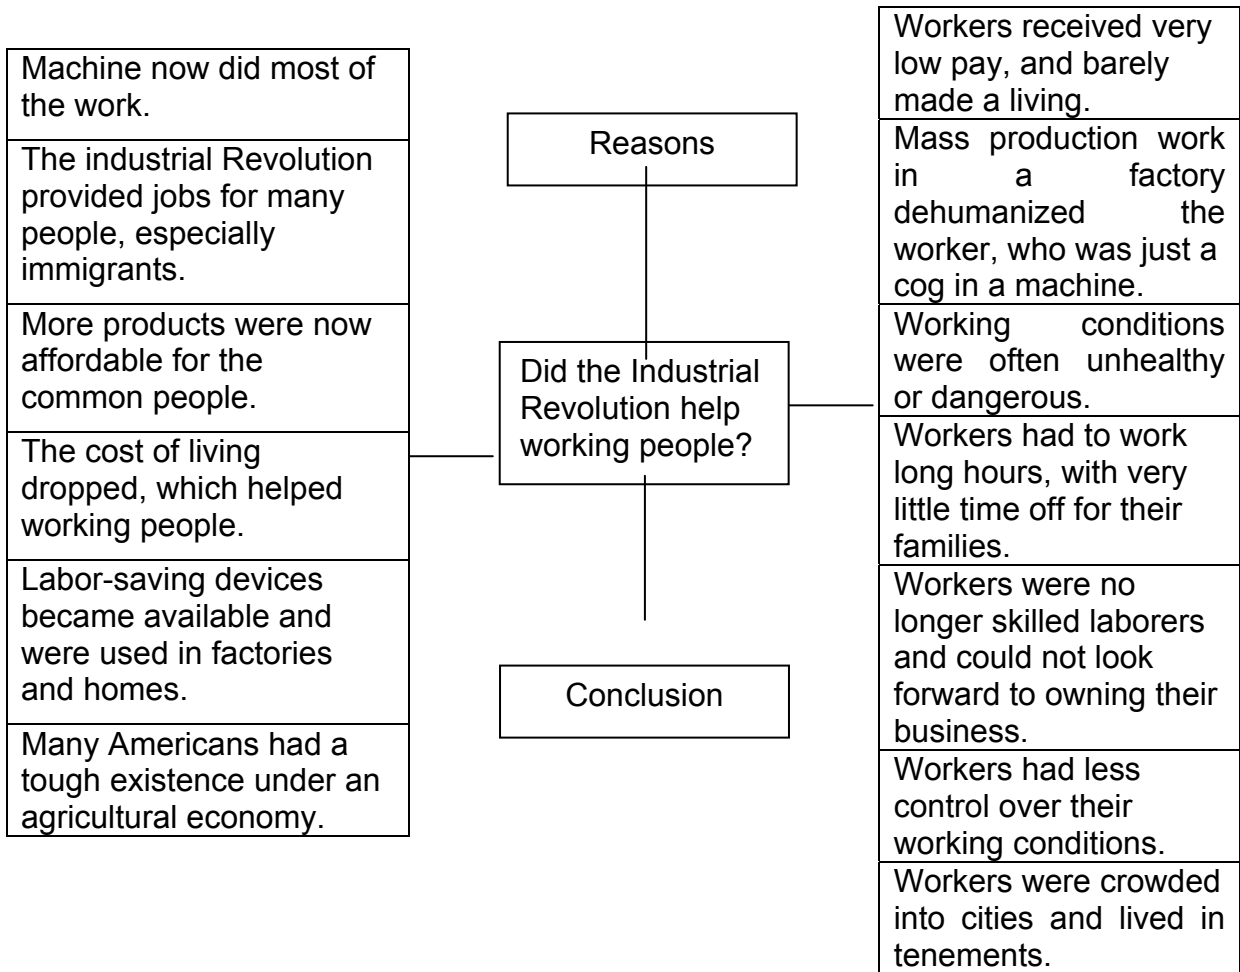 Machine now did most of
the work.
The industrial Revolution
provided jobs for many
people, especially
immigrants.
More products were now
affordable for the
common people.
The cost of living
dropped, which helped
working people.
Labor-saving devices
became available and
were used in factories
and homes.
Many Americans had a
tough existence under an
agricultural economy.
Reasons
Did the Industrial
Revolution help
working people?
Conclusion
Workers received very
low pay, and barely
made a living.
Mass production work
in a factory
dehumanized the
worker, who was just a
cog in a machine.
Working conditions
were often unhealthy
or dangerous.
Workers had to work
long hours, with very
little time off for their
families.
Workers were no
longer skilled laborers
and could not look
forward to owning their
business.
Workers had less
control over their
working conditions.
Workers were crowded
into cities and lived in
tenements.